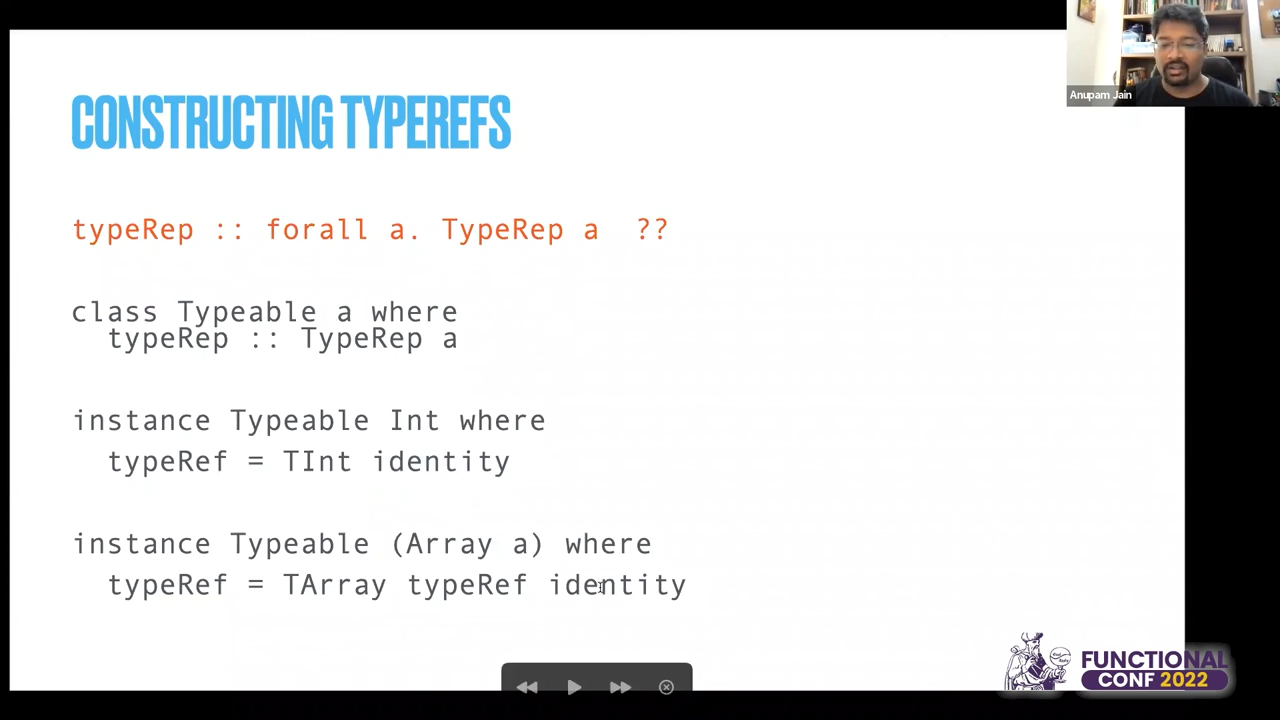 CONSTRUCTING TYPEREFS
typeRep :: forall a. TypeRep a ??
class Typeable a where
typeRep :: TypeRep a
instance Typeable Int where
typeRef = TInt identity
instance Typeable (Array a) where
typeRef = TArray typeRef identity
Anupam Jain
FUNCTIONAL
CONF 2022